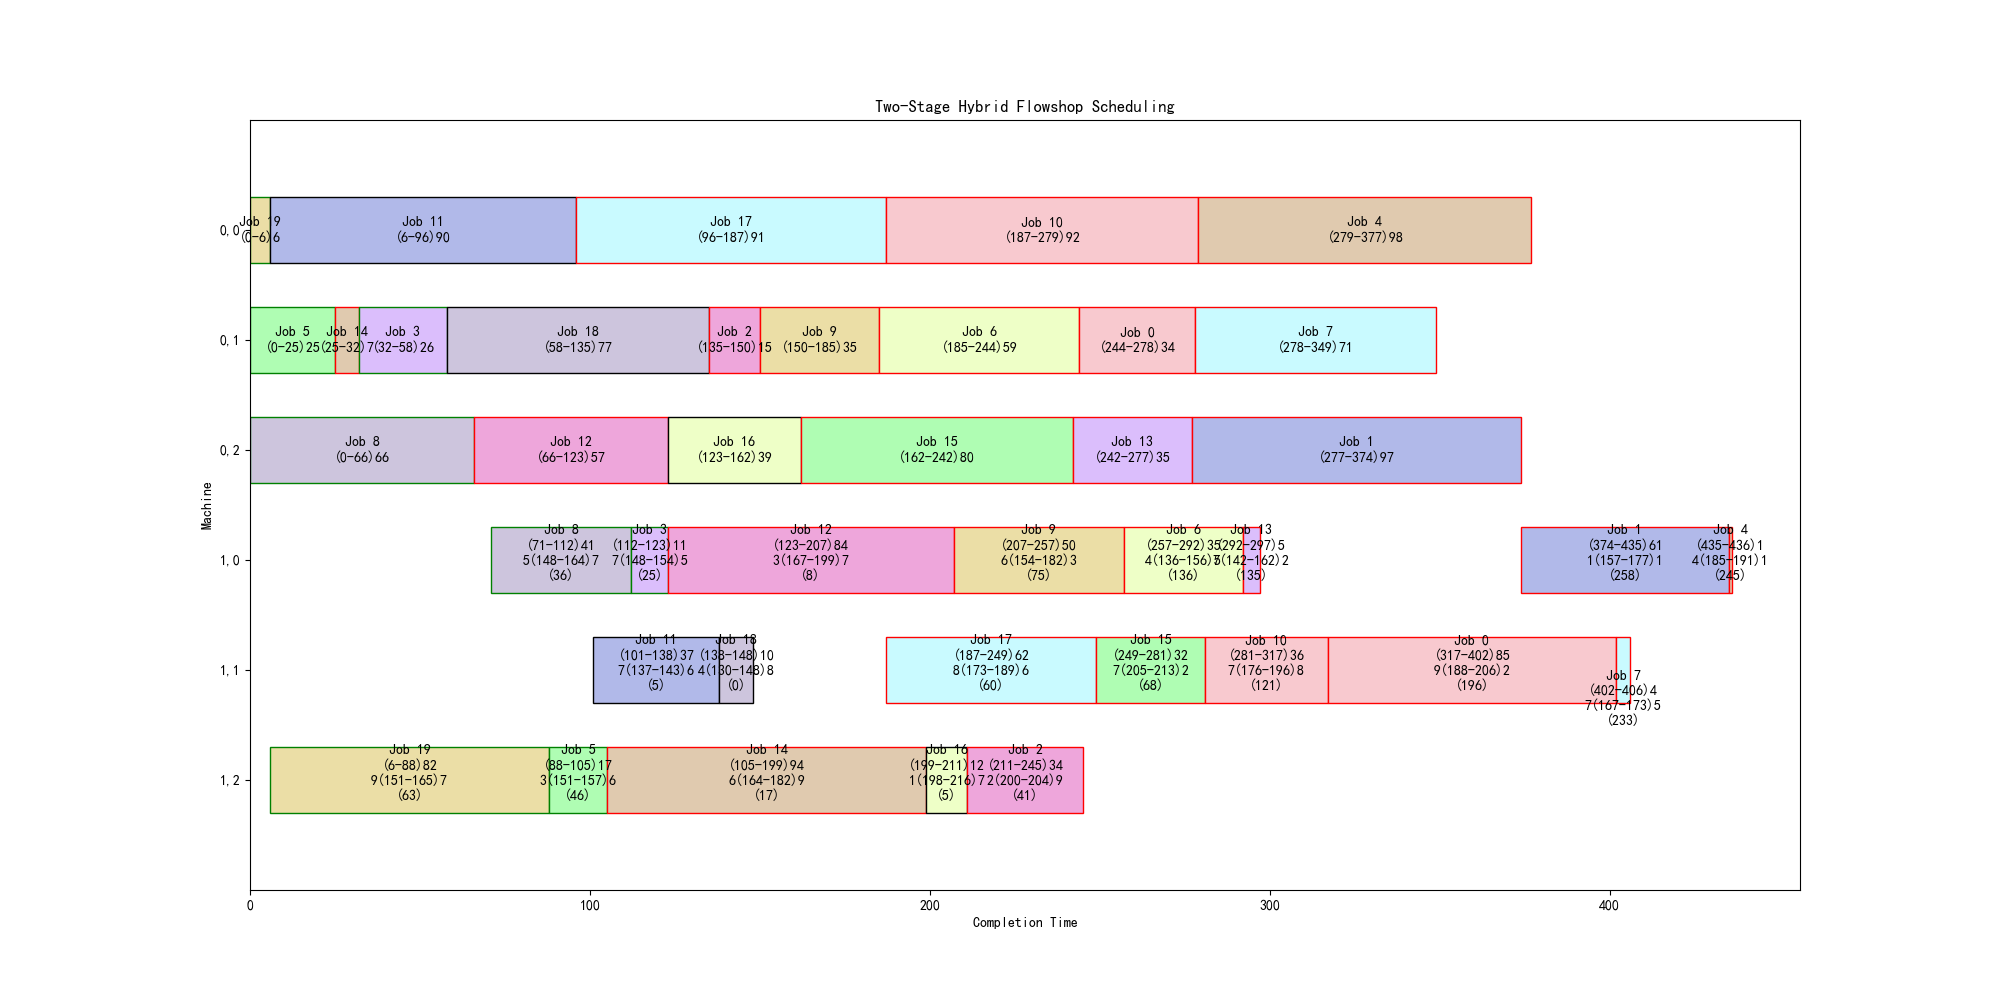 Two-Stage Hybrid Flowshop Scheduling
Machine
0,0
Job 19
(0-6)6
Job 11
(6-96)90
Job 17
(96-187)91
Job 10
(187-279)92
Job 4
(279-377)98
0,1
Job 5
(0-25)25
Job 14
(25-32)7
Job 3
(32-58)26
Job 18
(58-135)77
Job 2
(135-150)15
Job 9
(150-185)35
Job 6
(185-244)59
Job 0
(244-278)34
Job 7
(278-349)71
0,2
Job 8
(0-66)66
Job 12
(66-123)57
Job 16
(123-162)39
Job 15
(162-242)80
Job 13
(242-277)35
Job 1
(277-374)97
1,0
Job 8
(71-112)41
5(148-164)7
(36)
Job 3
(112-123)11
7(148-154)5
(25)
Job 12
(123-207)84
3(167-199)7
(8)
Job 9
(207-257)50
6(154-182)3
(75)
Job 6
(257-292)35
4(136-156)
(136)
Job 13
(292-297)5
(142-162)2
(135)
Job 1
(374-435)61
1(157-177)1
(258)
Job 4
(435-436)1
4(185-191)1
(245)
1,1
Job 11
(101-138)37
7(137-143)6
(5)
Job 18
(138-148)10
4(130-148)8
(0)
Job 17
(187-249)62
8(173-189)6
(60)
Job 15
(249-281)32
7(205-213)2
(68)
Job 10
(281-317)36
7(176-196)8
(121)
Job 0
(317-402)85
9(188-206)2
(196)
Job 7
(402-406)4
7(167-173)5
(233)
1,2
Job 19
(6-88)82
9(151-165)7
(63)
Job 5
(88-105)17
3(151-157)6
(46)
Job 14
(105-199)94
6(164-182)9
(17)
Job 16
(199-211)12
1(198-216)7
(5)
Job 2
(211-245)34
2(200-204)9
(41)
0
100
200
300
400
Completion Time